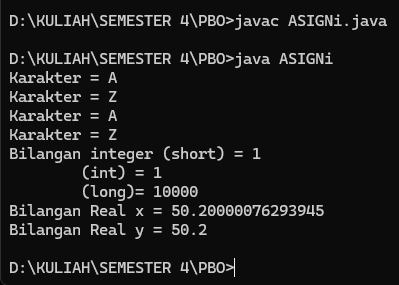 D:\KULIAH\SEMESTER 4\PBO>javac ASIGNi.java
D:\KULIAH\SEMESTER 4\PBO>java ASIGNi
Karakter = A
Karakter = Z
Karakter = A
Karakter = Z
Bilangan integer (short) = 1
        (int) = 1
        (long)= 10000
Bilangan Real x = 50.20000076293945
Bilangan Real y = 50.2
D:\KULIAH\SEMESTER 4\PBO>